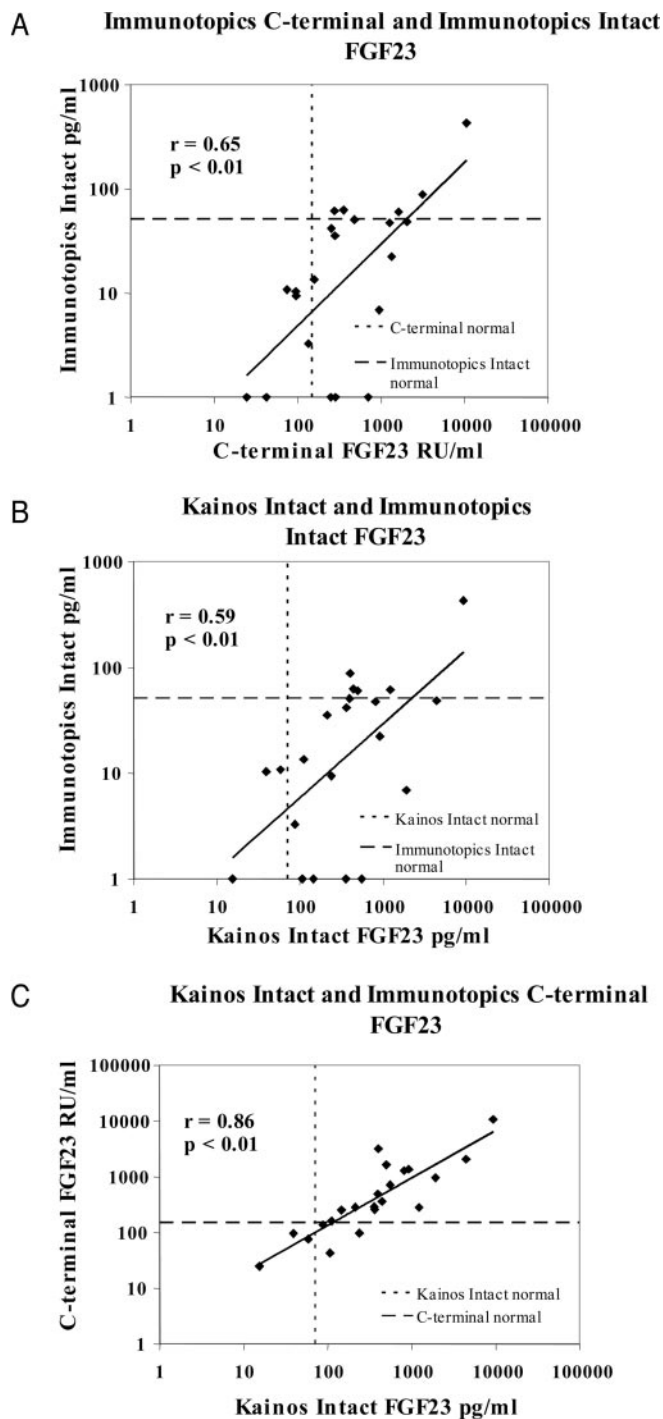 A
Immunotopics C-terminal and Immunotopics Intact
FGF23
Immunotopics Intact pg/ml
1000
100
10
1
r = 0.65
p < 0.01
C-terminal normal
Immunotopics Intact
normal
1 10 100 1000 10000 100000
C-terminal FGF23 RU/ml
B
Kainos Intact and Immunotopics
Intact FGF23
Immunotopics Intact pg/ml
1000
100
10
1
r = 0.59
p < 0.01
Kainos Intact normal
Immunotopics Intact
normal
1 10 100 1000 10000 100000
Kainos Intact FGF23 pg/ml
C
Kainos Intact and Immunotopics C-terminal
FGF23
C-terminal FGF23 RU/ml
100000
10000
1000
100
10
1
r = 0.86
p < 0.01
Kainos Intact normal
C-terminal normal
1 10 100 1000 10000 100000
Kainos Intact FGF23 pg/ml